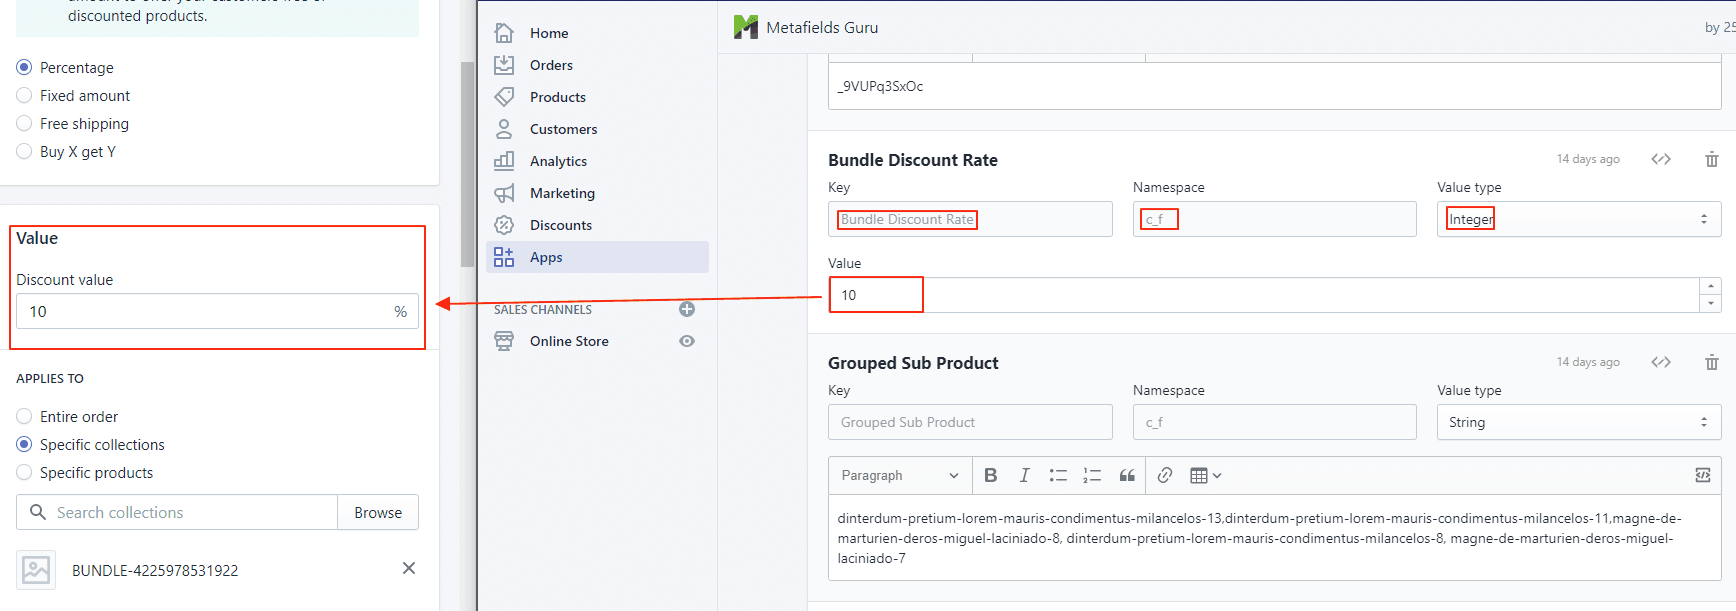 discounted products.
Percentage
Fixed amount
Free shipping
Buy X get Y
Value
Discount value
10 %
APPLIES TO
Entire order
Specific collections
Specific products
Search collections Browse
BUNDLE-4225978531922
Home
Orders
Products
Customers
Analytics
Marketing
Discounts
Apps
SALES CHANNELS
Online Store
Metafields Guru
by 25
_9VUPq3SxOc
Bundle Discount Rate 14 days ago
Key Namespace Value type
Bundle Discount Rate c_f Integer
Value
10
Grouped Sub Product 14 days ago
Key Namespace Value type
Grouped Sub Product c_f String
Paragraph B I
dinterdum-pretium-lorem-mauris-condimentus-milancelos-13,dinterdum-pretium-lorem-mauris-condimentus-milancelos-11,magne-de-
marturien-deros-miguel-laciniado-8, dinterdum-pretium-lorem-mauris-condimentus-milancelos-8, magne-de-marturien-deros-miguel-
laciniado-7